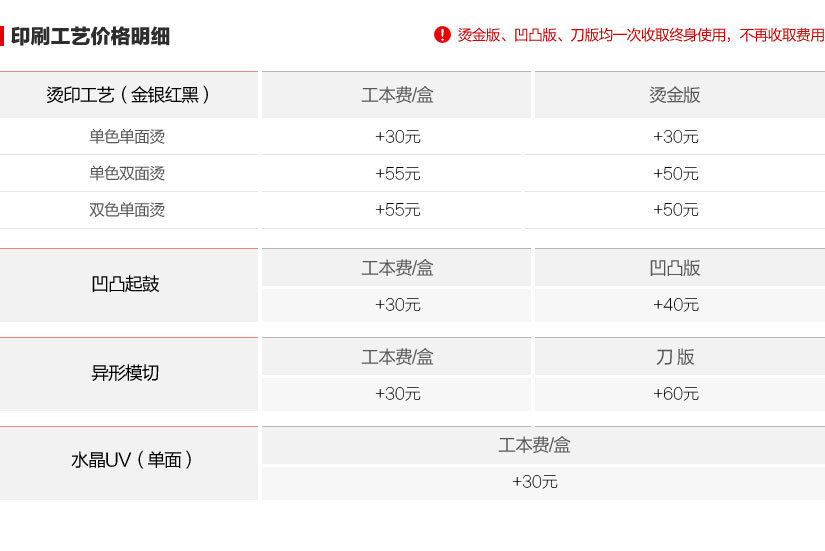 印刷工艺价格明细
! 烫金版、凹凸版、刀版均一次收取终身使用，不再收取费用
烫印工艺（金银红黑） 工本费/盒 烫金版
单色单面烫 +30元 +30元
单色双面烫 +55元 +50元
双色单面烫 +55元 +50元
凹凸起鼓 工本费/盒 凹凸版
+30元 +40元
异形模切 工本费/盒 刀 版
+30元 +60元
水晶UV（单面） 工本费/盒
+30元